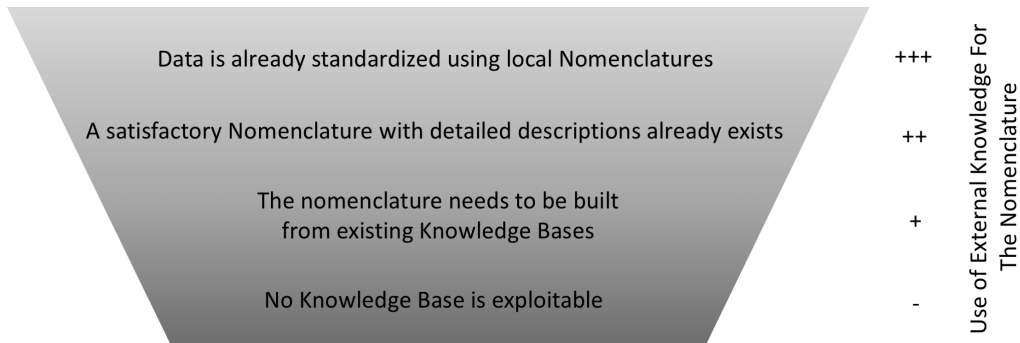 Data is already standardized using local Nomenclatures
+++
A satisfactory Nomenclature with detailed descriptions already exists
++
The nomenclature needs to be built
from existing Knowledge Bases
+
No Knowledge Base is exploitable
-
Use of External Knowledge For
The Nomenclature